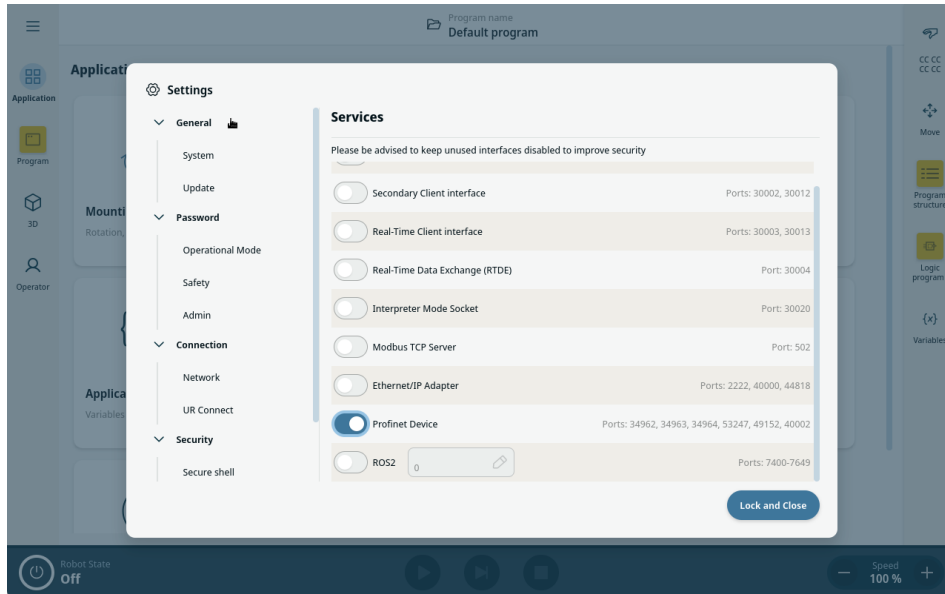 Program name
Default program
Applicati
Application
Program
3D
Operator
Mounti
Rotation,
Applica
Variables
Settings
General
System
Update
Password
Operational Mode
Safety
Admin
Connection
Network
UR Connect
Security
Secure shell
Services
Please be advised to keep unused interfaces disabled to improve security
Secondary Client interface Ports: 30002, 30012
Real-Time Client interface Ports: 30003, 30013
Real-Time Data Exchange (RTDE) Port: 30004
Interpreter Mode Socket Port: 30020
Modbus TCP Server Port: 502
Ethernet/IP Adapter Ports: 2222, 40000, 44818
Profinet Device Ports: 34962, 34963, 34964, 53247, 49152, 40002
ROS2 0 Ports: 7400-7649
Lock and Close
CC CC
CC CC
Move
Program
structure
Logic
program
{x}
Variables
Robot State
Off
Speed
100 %